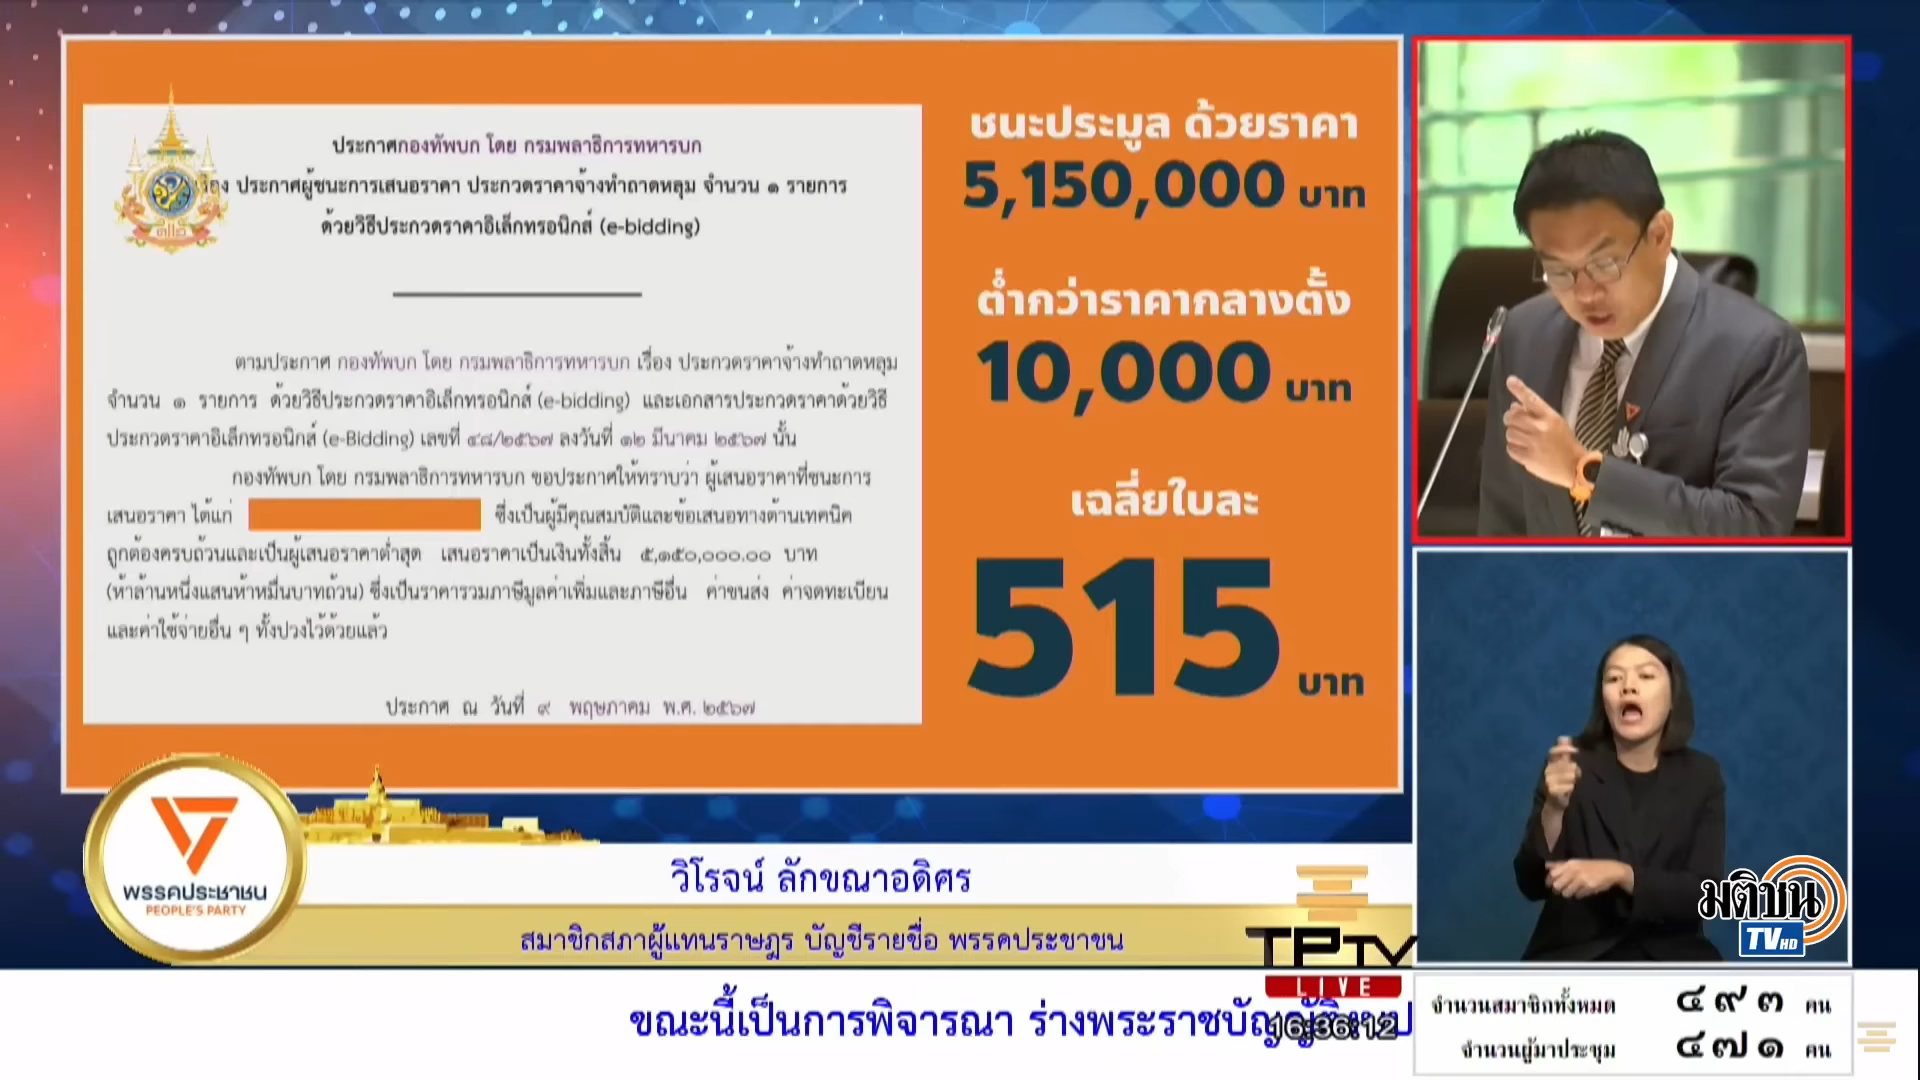 ประกาศกองทัพบก โดย กรมพลาธิการทหารบก
เรื่อง ประกาศผู้ชนะการเสนอราคา ประกวดราคาจ้างทำถาดหลุม จำนวน ๑ รายการ
ด้วยวิธีประกวดราคาอิเล็กทรอนิกส์ (e-bidding)
ตามประกาศ กองทัพบก โดย กรมพลาธิการทหารบก เรื่อง ประกวดราคาจ้างทำถาดหลุม
จำนวน ๑ รายการ ด้วยวิธีประกวดราคาอิเล็กทรอนิกส์ (e-bidding) และเอกสารประกวดราคาด้วยวิธี
ประกวดราคาอิเล็กทรอนิกส์ (e-Bidding) เลขที่ ๔๘/๒๕๖๗ ลงวันที่ ๑๒ มีนาคม ๒๕๖๗ นั้น
กองทัพบก โดย กรมพลาธิการทหารบก ขอประกาศให้ทราบว่า ผู้เสนอราคาที่ชนะการ
เสนอราคา ได้แก่ ซึ่งเป็นผู้มีคุณสมบัติและข้อเสนอทางด้านเทคนิค
ถูกต้องครบถ้วนและเป็นผู้เสนอราคาต่ำสุด เสนอราคาเป็นเงินทั้งสิ้น ๕,๑๕๐,๐๐๐.๐๐ บาท
(ห้าล้านหนึ่งแสนห้าหมื่นบาทถ้วน) ซึ่งเป็นราคารวมภาษีมูลค่าเพิ่มและภาษีอื่น ค่าขนส่ง ค่าจดทะเบียน
และค่าใช้จ่ายอื่น ๆ ทั้งปวงไว้ด้วยแล้ว
ประกาศ ณ วันที่ ๙ พฤษภาคม พ.ศ. ๒๕๖๗
ชนะประมูล ด้วยราคา
5,150,000 บาท
ต่ำกว่าราคากลางตั้ง
10,000 บาท
เฉลี่ยใบละ
515 บาท
พรรคประชาชน
PEOPLE'S PARTY
วิโรจน์ ลักขณาอดิศร
สมาชิกสภาผู้แทนราษฎร บัญชีรายชื่อ พรรคประชาชน
TPTV
LIVE
16:36:12
ขณะนี้เป็นการพิจารณา ร่างพระราชบัญญัติ
มติชน
TV HD
จำนวนสมาชิกทั้งหมด ๔๙๓ คน
จำนวนผู้มาประชุม ๔๗๑ คน